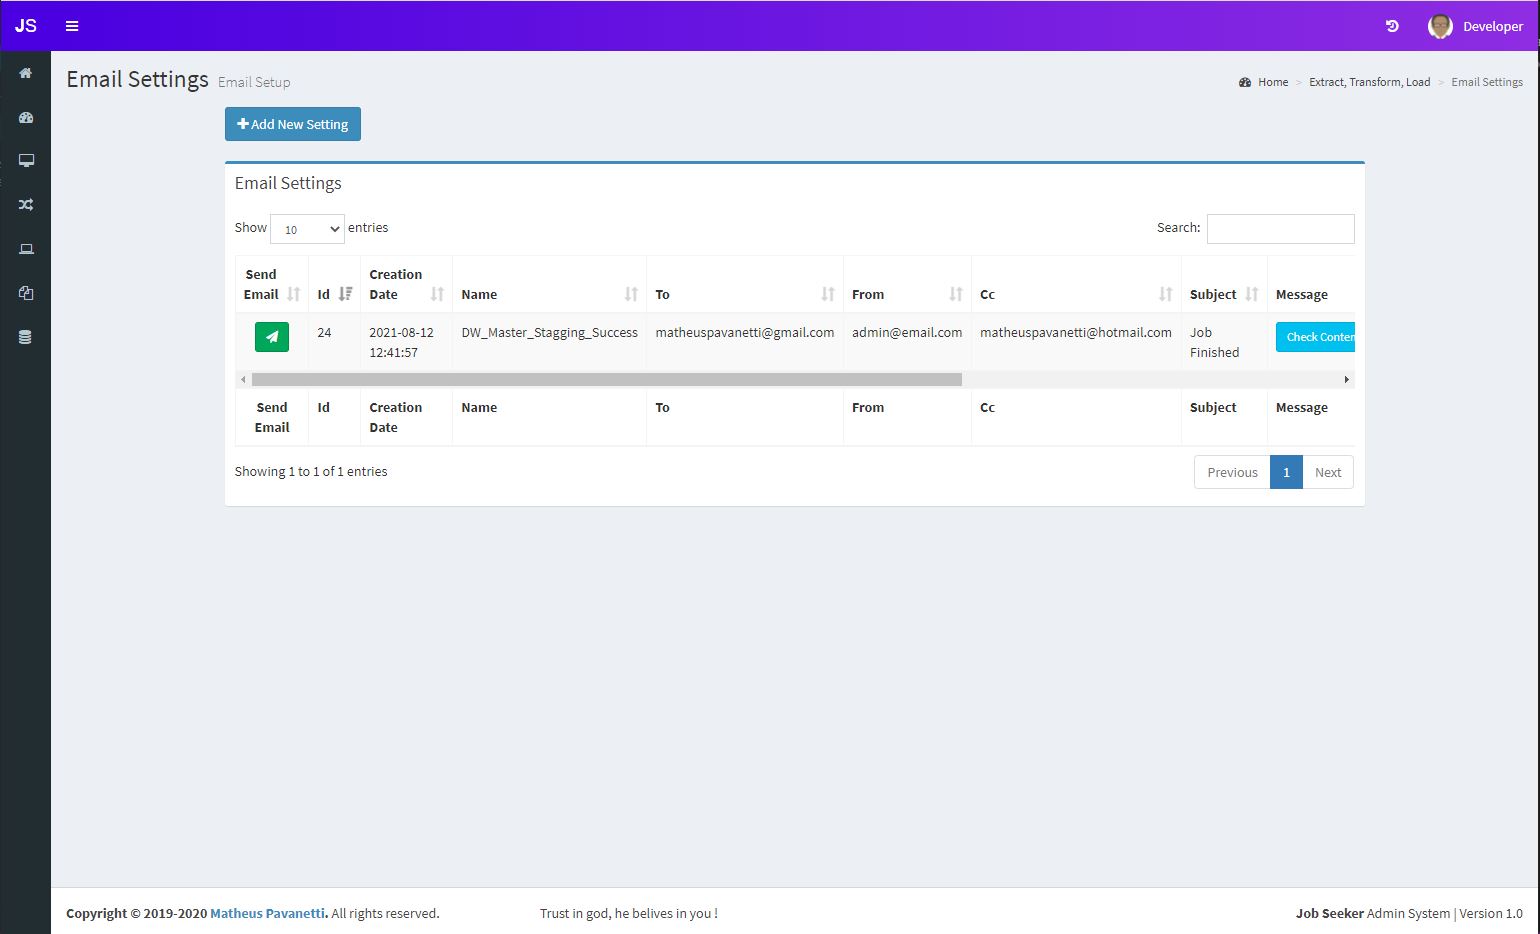 JS
Developer
Email Settings Email Setup
Home > Extract, Transform, Load > Email Settings
Add New Setting
Email Settings
Show 10 entries
Search:
Send Email Id Creation Date Name To From Cc Subject Message
24 2021-08-12 12:41:57 DW_Master_Stagging_Success matheuspavanetti@gmail.com admin@email.com matheuspavanetti@hotmail.com Job Finished Check Conten
Send Email Id Creation Date Name To From Cc Subject Message
Showing 1 to 1 of 1 entries
Previous 1 Next
Copyright © 2019-2020 Matheus Pavanetti. All rights reserved.
Trust in god, he belives in you !
Job Seeker Admin System | Version 1.0